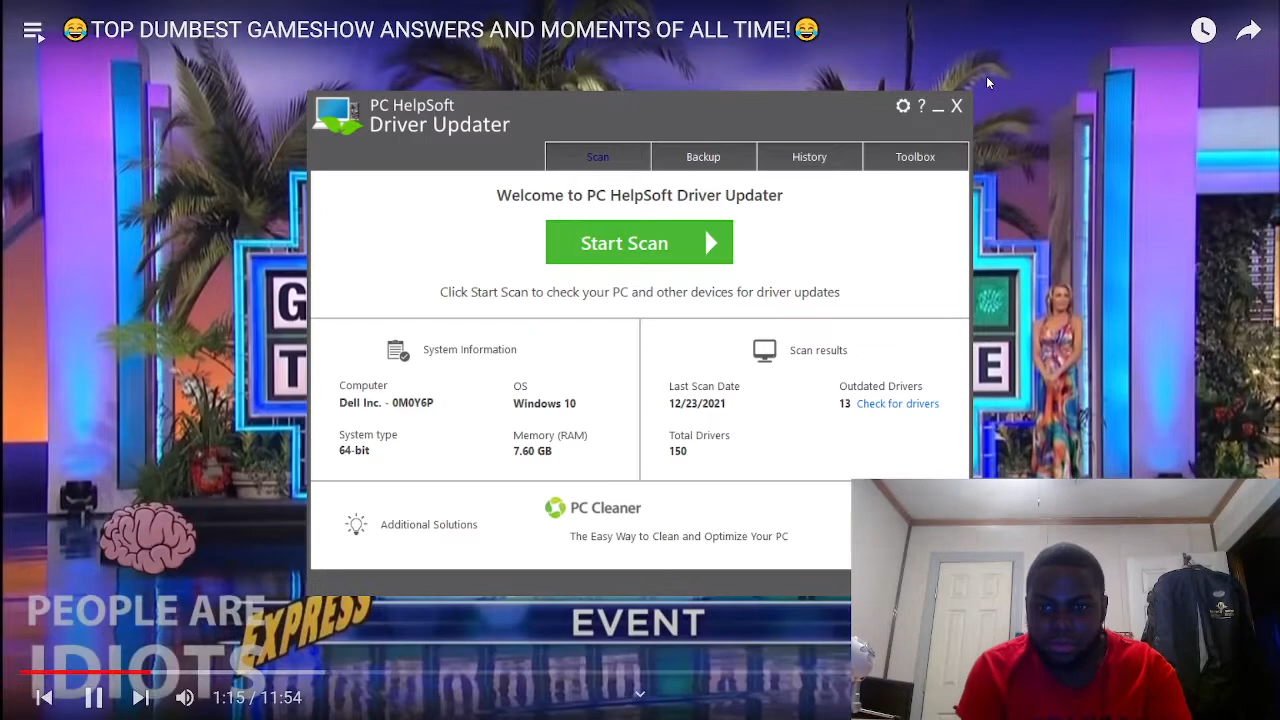 😂TOP DUMBEST GAMESHOW ANSWERS AND MOMENTS OF ALL TIME!😂
PC HelpSoft
Driver Updater
? _ X
Scan Backup History Toolbox
Welcome to PC HelpSoft Driver Updater
Start Scan
Click Start Scan to check your PC and other devices for driver updates
System Information
Computer OS
Dell Inc. - 0M0Y6P Windows 10
System type Memory (RAM)
64-bit 7.60 GB
Scan results
Last Scan Date Outdated Drivers
12/23/2021 13 Check for drivers
Total Drivers
150
Additional Solutions
PC Cleaner
The Easy Way to Clean and Optimize Your PC
G
T
E
PEOPLE ARE
IDIOTS
EXPRESS
EVENT
1:15 / 11:54